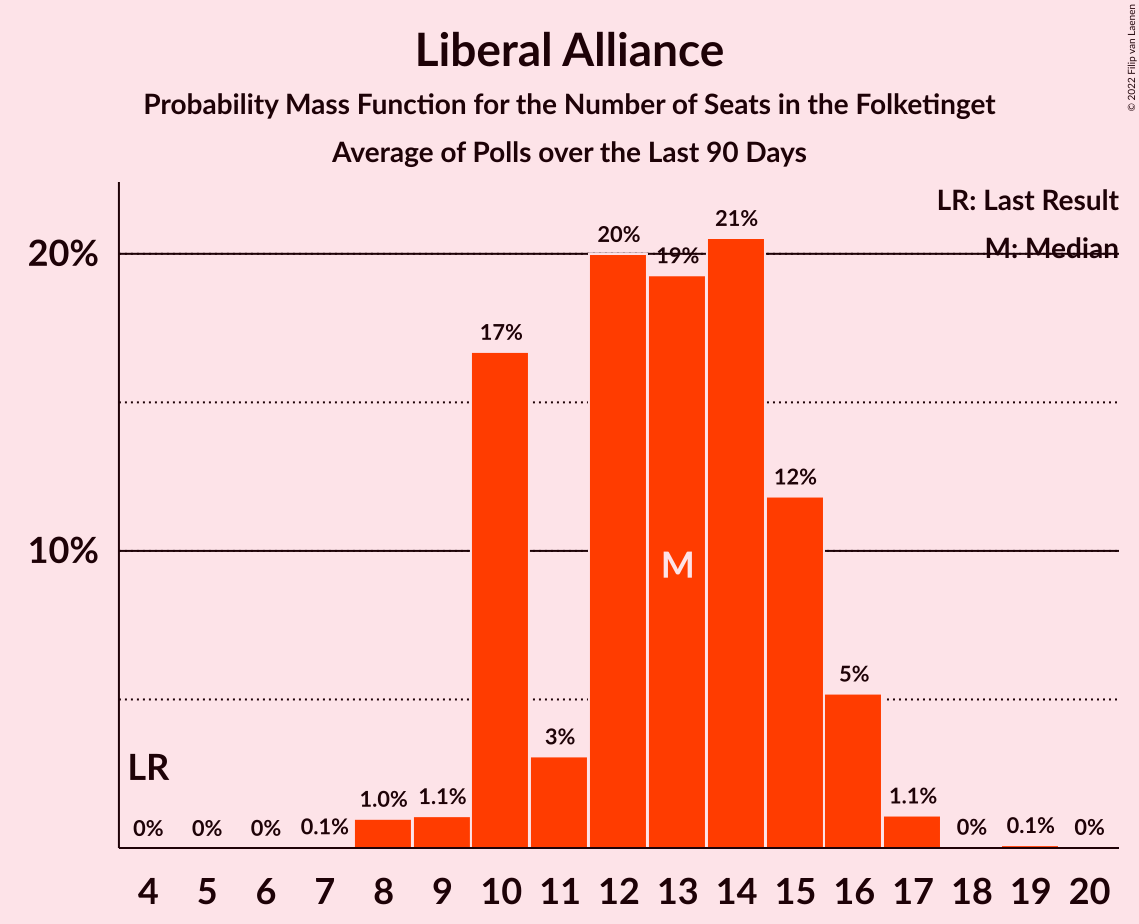 Liberal Alliance
Probability Mass Function for the Number of Seats in the Folketinget
Average of Polls over the Last 90 Days
© 2022 Filip van Laenen
LR: Last Result
M: Median
20%
10%
LR
0% 0% 0% 0.1% 1.0% 1.1% 17% 3% 20% 19% 21% 12% 5% 1.1% 0% 0.1% 0%
M
4 5 6 7 8 9 10 11 12 13 14 15 16 17 18 19 20